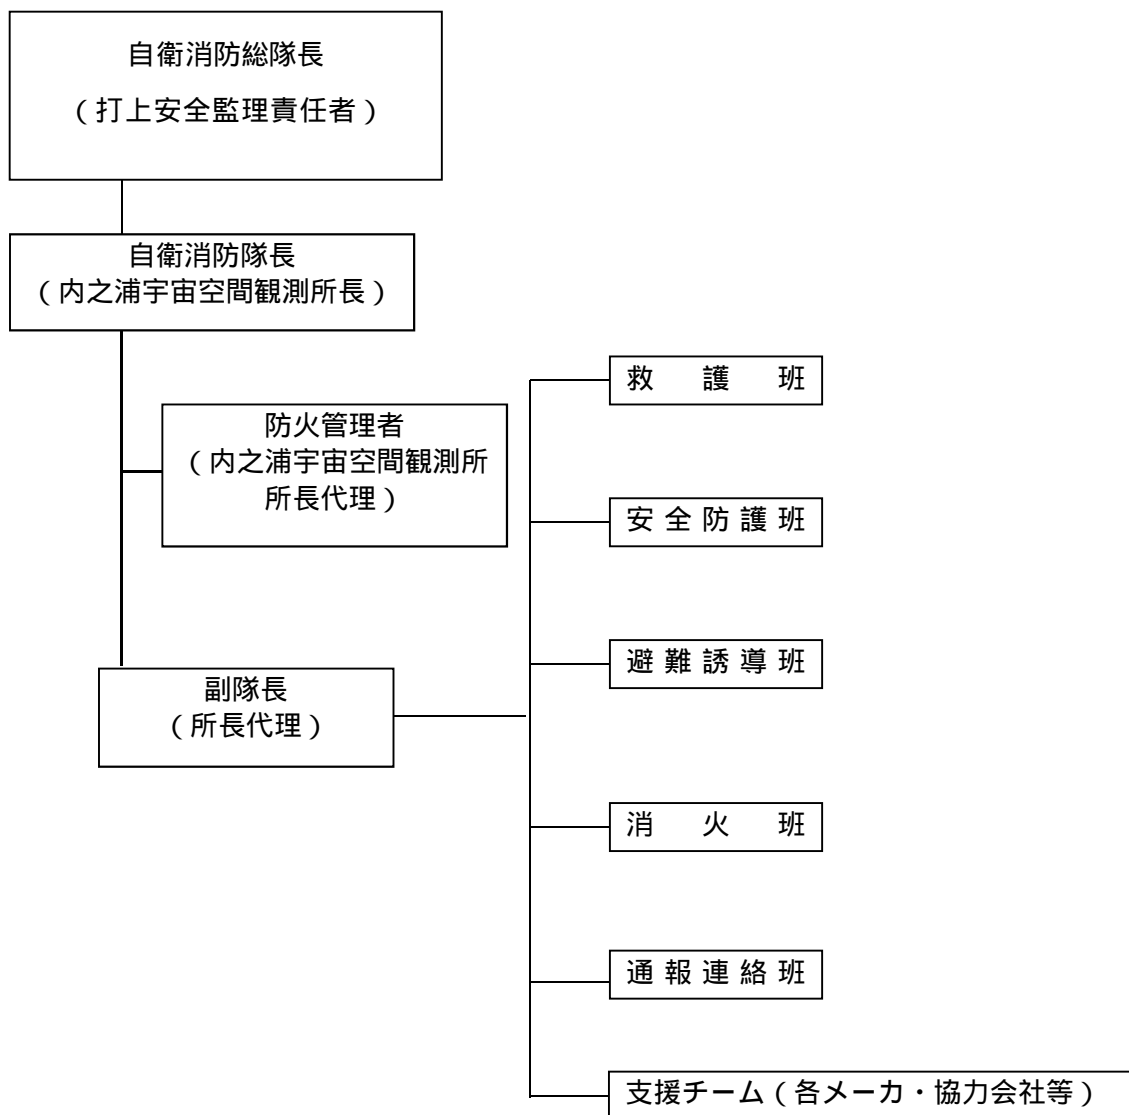 自衛消防総隊長
（打上安全監理責任者）
自衛消防隊長
（内之浦宇宙空間観測所長）
防火管理者
（内之浦宇宙空間観測所
所長代理）
副隊長
（所長代理）
救護班
安全防護班
避難誘導班
消火班
通報連絡班
支援チーム（各メーカ・協力会社等）